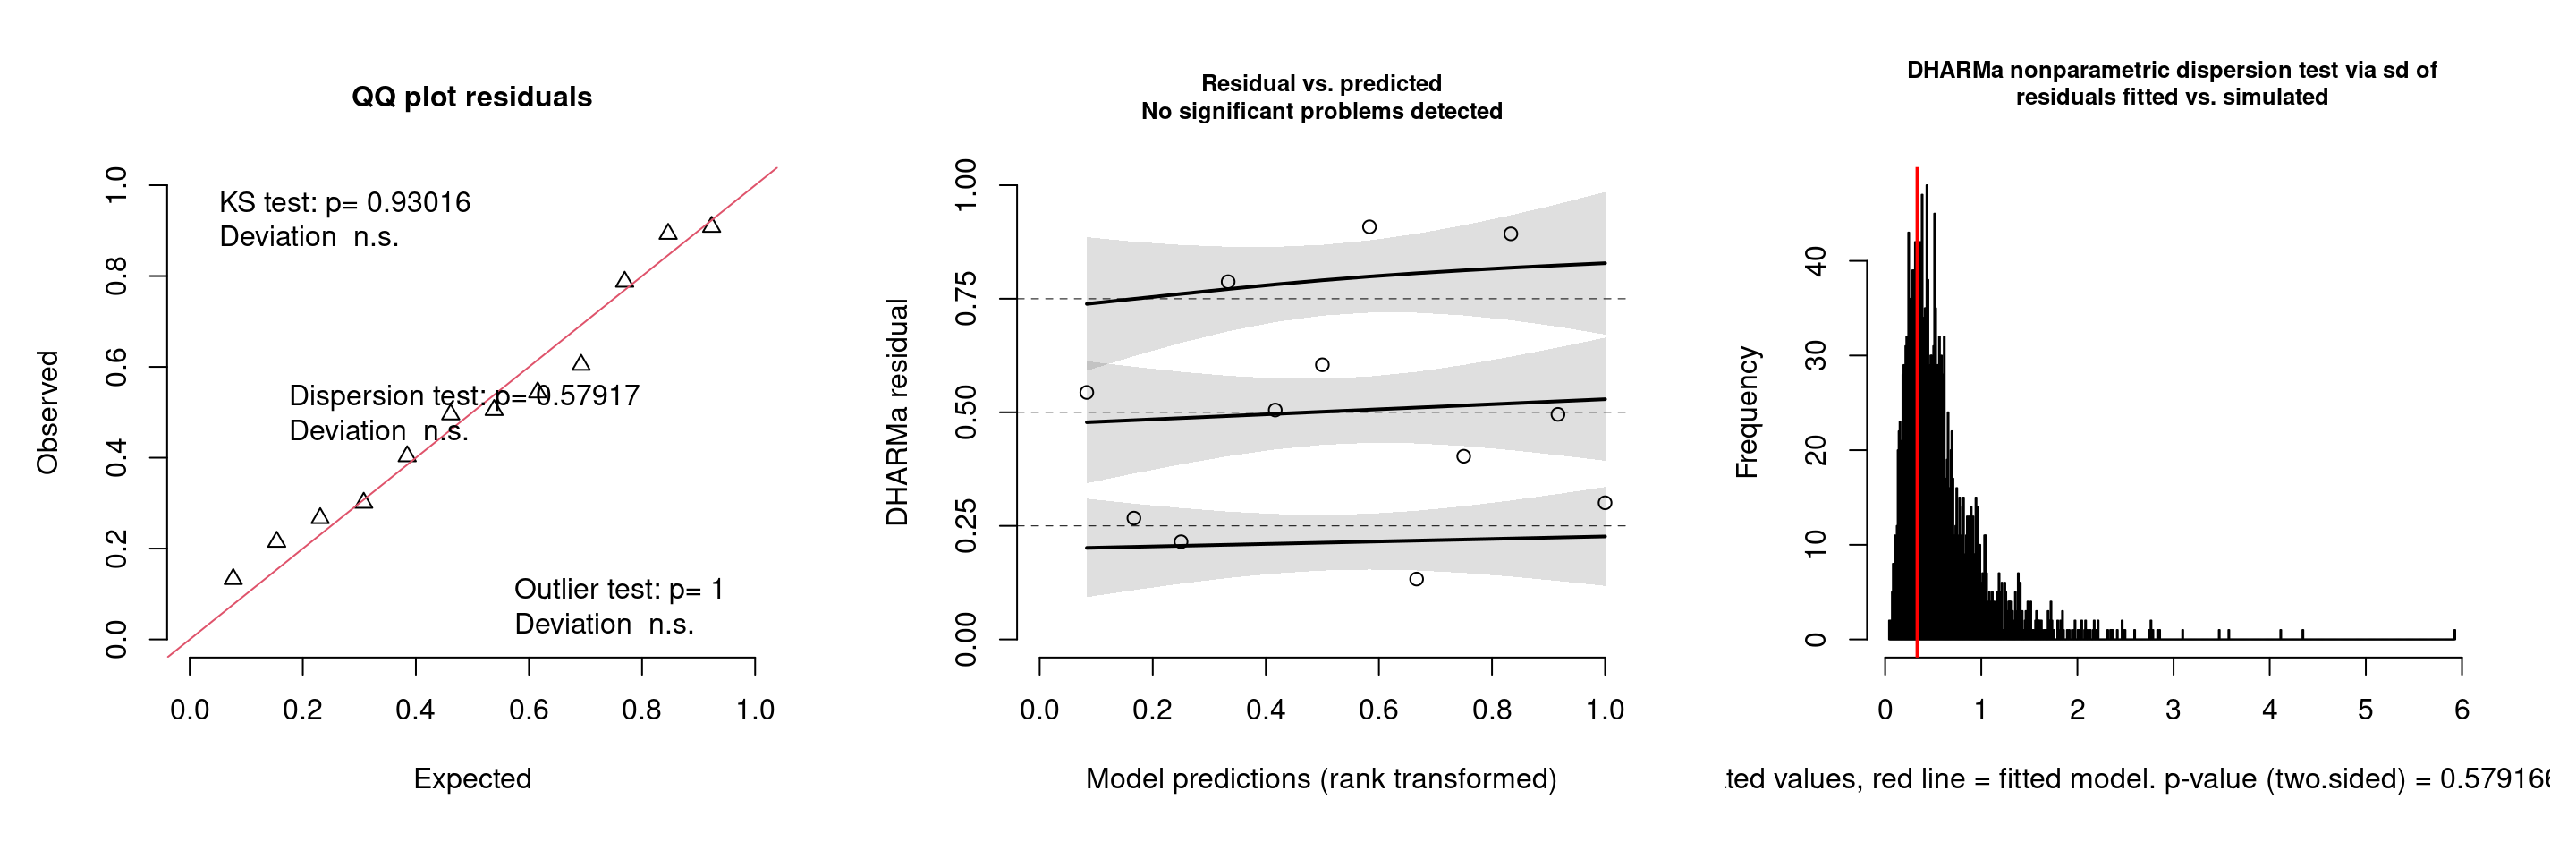 QQ plot residuals
KS test: p= 0.93016
Deviation  n.s.
Dispersion test: p= 0.57917
Deviation  n.s.
Outlier test: p= 1
Deviation  n.s.
Observed
0.0 0.2 0.4 0.6 0.8 1.0
0.0 0.2 0.4 0.6 0.8 1.0
Expected
Residual vs. predicted
No significant problems detected
DHARMa residual
0.00 0.25 0.50 0.75 1.00
0.0 0.2 0.4 0.6 0.8 1.0
Model predictions (rank transformed)
DHARMa nonparametric dispersion test via sd of
residuals fitted vs. simulated
Frequency
0 10 20 30 40
0 1 2 3 4 5 6
values, red line = fitted model. p-value (two.sided) =